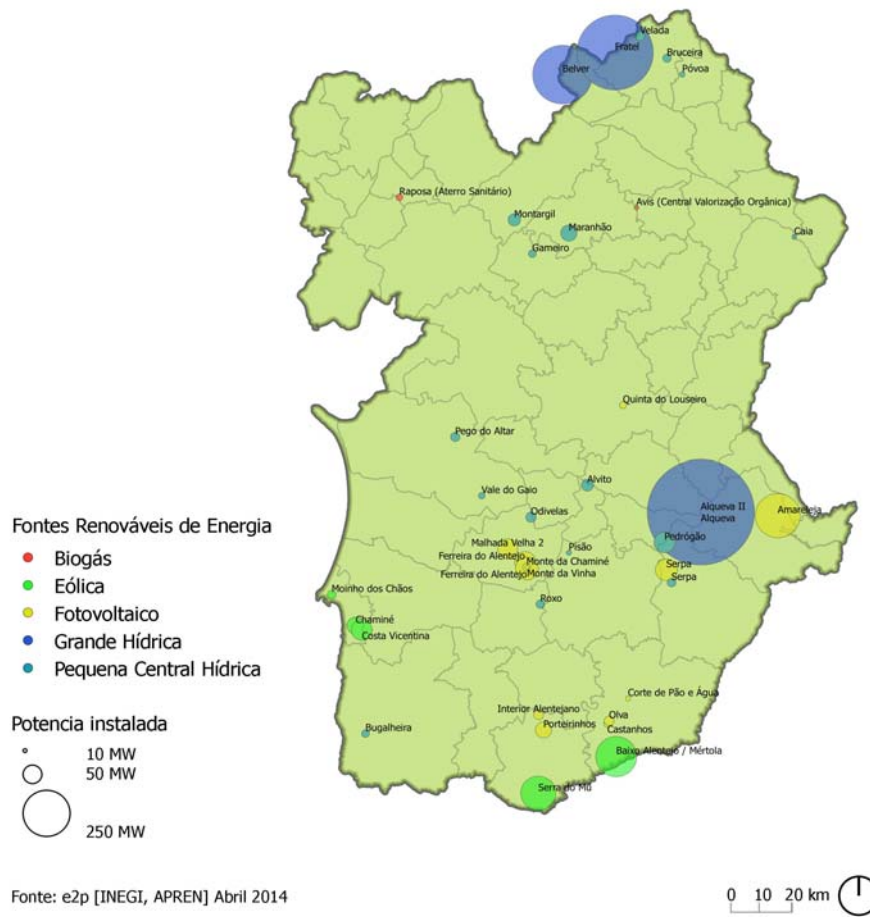 Velada
Fratel
Bruceira
Belver
Póvoa
Raposa (Aterro Sanitário)
Avis (Central Valorização Orgânica)
Montargil
Maranhão
Caia
Gameiro
Quinta do Louseiro
Pego do Altar
Alvito
Vale do Gaio
Alqueva II
Alqueva
Amareleja
Odivelas
Pedrógão
Malhada Velha 2
Pisão
Ferreira do Alentejo
Monte da Chaminé
Serpa
Ferreira do Alentejo
Monte da Vinha
Serpa
Moinho dos Chãos
Roxo
Chaminé
Costa Vicentina
Corte de Pão e Água
Interior Alentejano
Olva
Porteirinhos
Castanhos
Bugalheira
Baixo Alentejo / Mértola
Serra do Mú
Fontes Renováveis de Energia
Biogás
Eólica
Fotovoltaico
Grande Hídrica
Pequena Central Hídrica
Potencia instalada
10 MW
50 MW
250 MW
Fonte: e2p [INEGI, APREN] Abril 2014
0 10 20 km